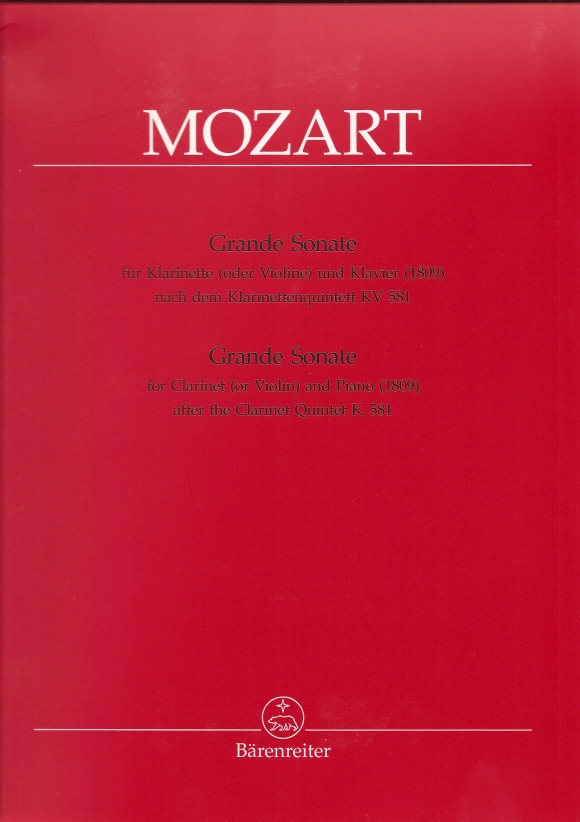 MOZART
Grande Sonate
für Klarinette (oder Violine) und Klavier (1809)
nach dem Klarinettenquintett KV 581
Grande Sonate
for Clarinet (or Violin) and Piano (1809)
after the Clarinet Quintet K. 581
Bärenreiter